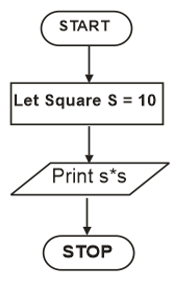 START
Let Square S = 10
Print s*s
STOP